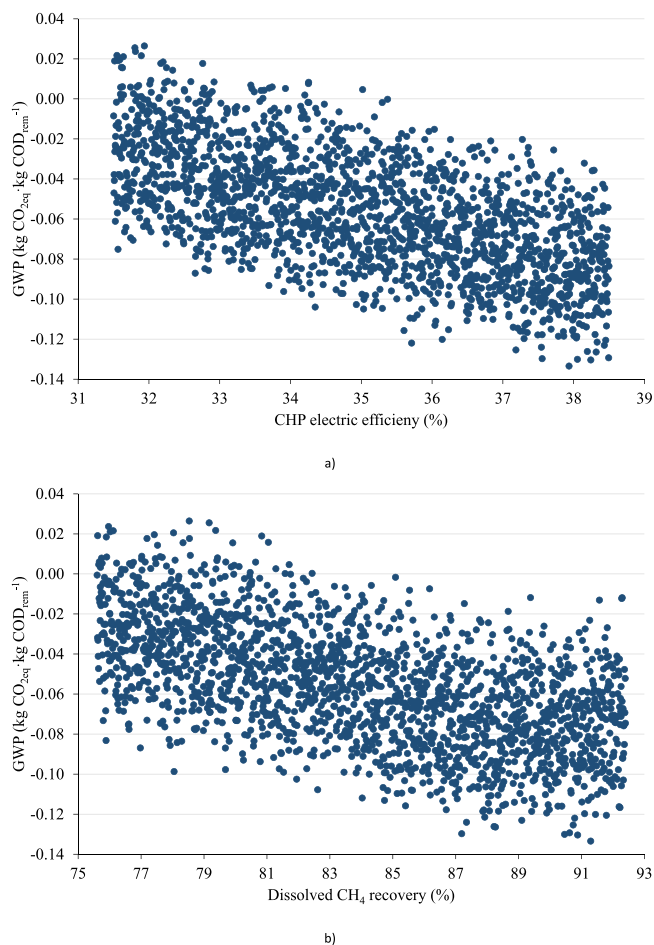 0.04
0.02
0.00
-0.02
-0.04
-0.06
-0.08
-0.10
-0.12
-0.14
GWP (kg CO2eq·kg CODrem-1)
31 32 33 34 35 36 37 38 39
CHP electric efficieny (%)
a)
0.04
0.02
0.00
-0.02
-0.04
-0.06
-0.08
-0.10
-0.12
-0.14
GWP (kg CO2eq·kg CODrem-1)
75 77 79 81 83 85 87 89 91 93
Dissolved CH4 recovery (%)
b)